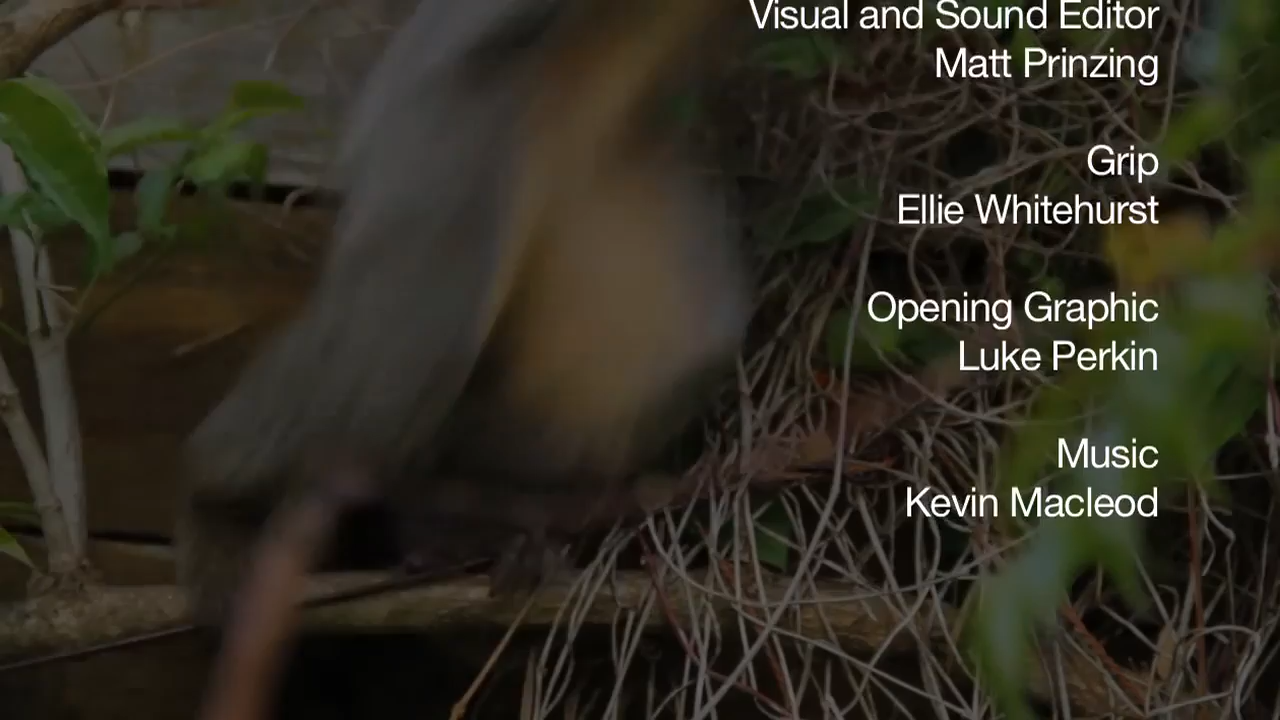 Visual and Sound Editor
Matt Prinzing
Grip
Ellie Whitehurst
Opening Graphic
Luke Perkin
Music
Kevin Macleod